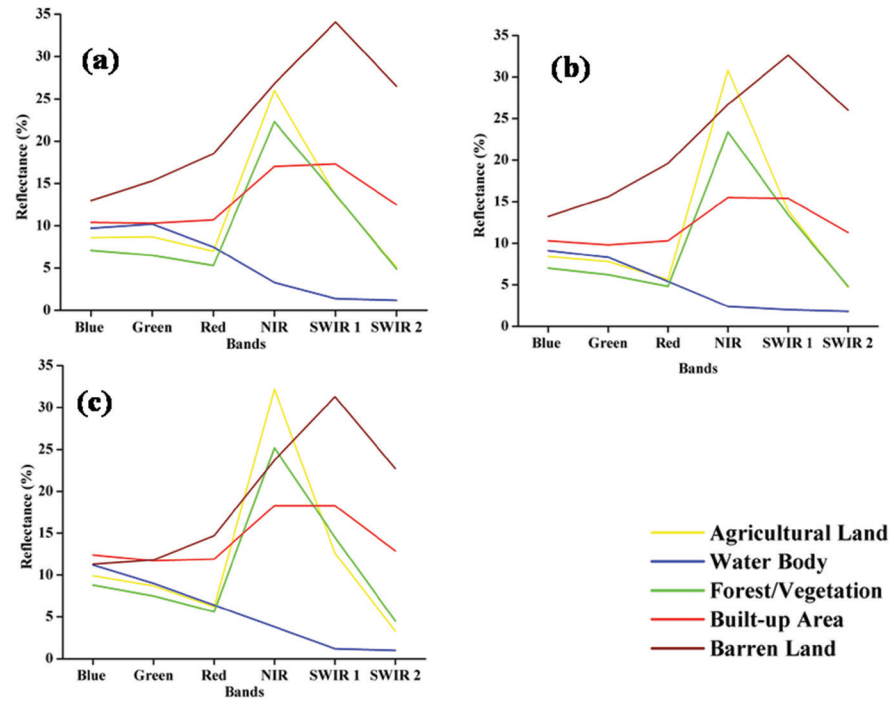 (a)
35
30
25
20
15
10
5
0
Reflectance (%)
Blue Green Red NIR SWIR 1 SWIR 2
Bands
(b)
35
30
25
20
15
10
5
0
Reflectance (%)
Blue Green Red NIR SWIR 1 SWIR 2
Bands
(c)
35
30
25
20
15
10
5
0
Reflectance (%)
Blue Green Red NIR SWIR 1 SWIR 2
Bands
Agricultural Land
Water Body
Forest/Vegetation
Built-up Area
Barren Land